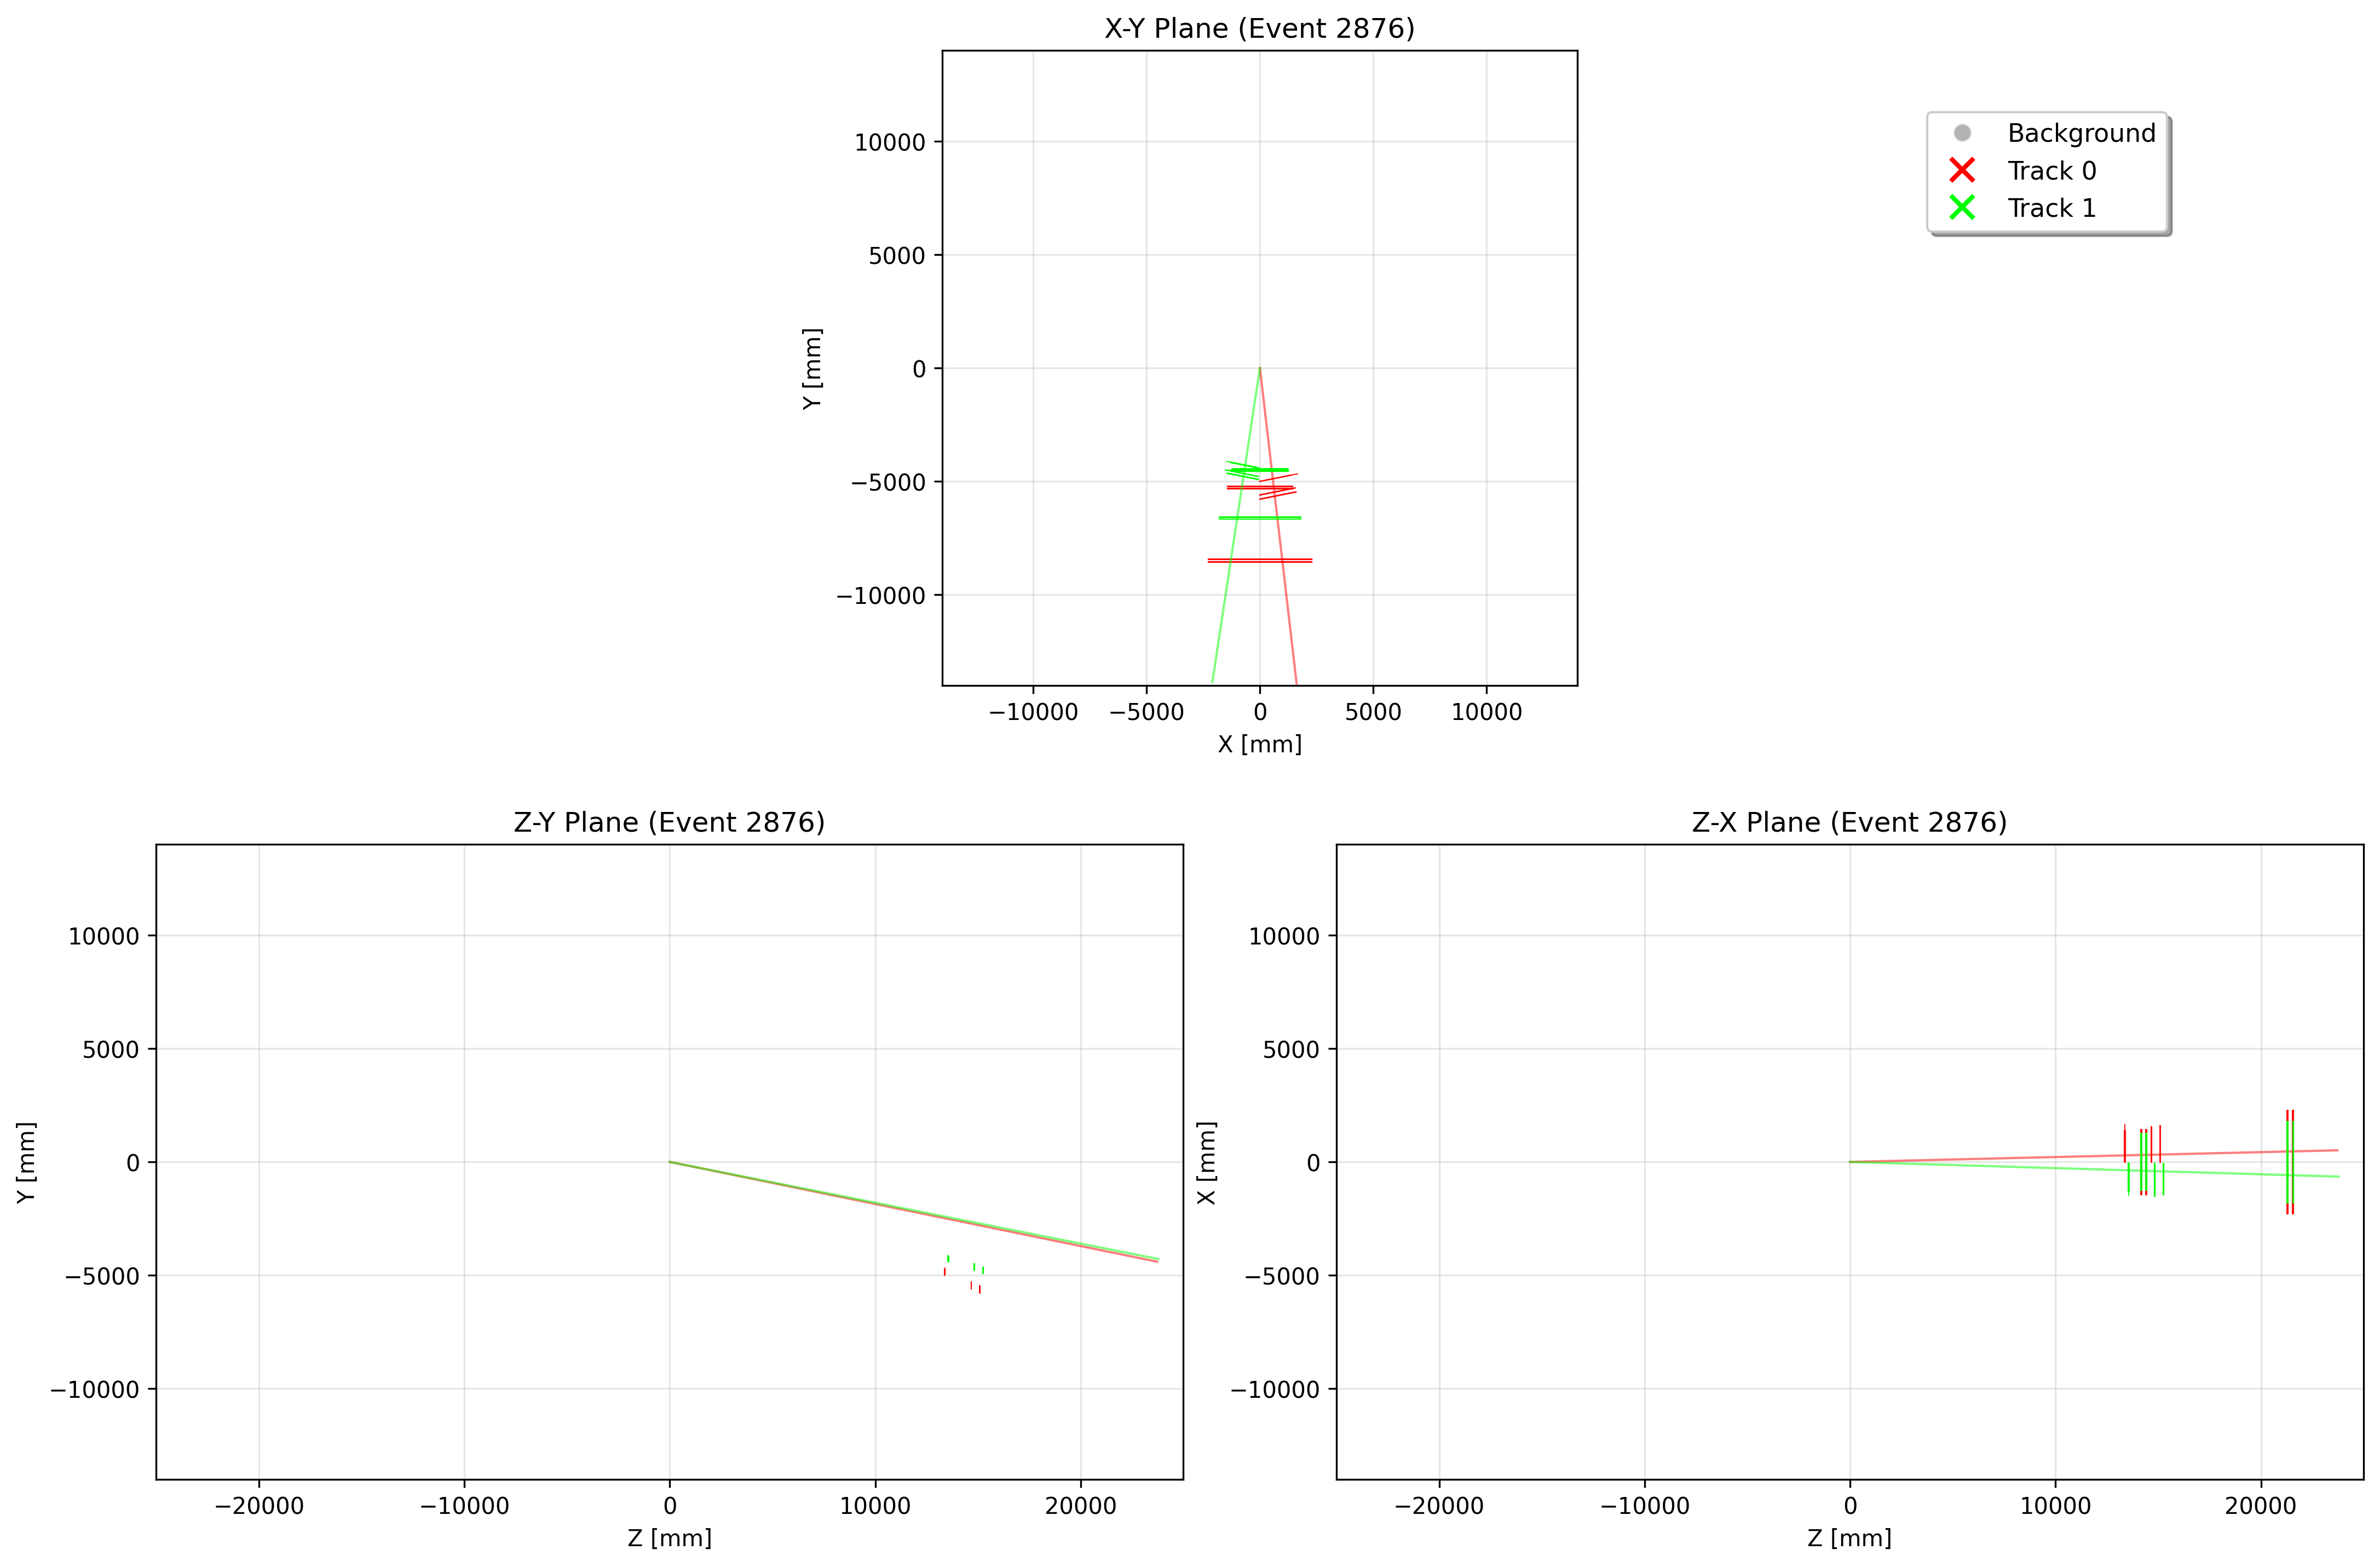 X-Y Plane (Event 2876)
Background
Track 0
Track 1
10000
5000
0
−5000
−10000
Y [mm]
−10000 −5000 0 5000 10000
X [mm]
Z-Y Plane (Event 2876)
10000
5000
0
−5000
−10000
Y [mm]
−20000 −10000 0 10000 20000
Z [mm]
Z-X Plane (Event 2876)
10000
5000
0
−5000
−10000
X [mm]
−20000 −10000 0 10000 20000
Z [mm]